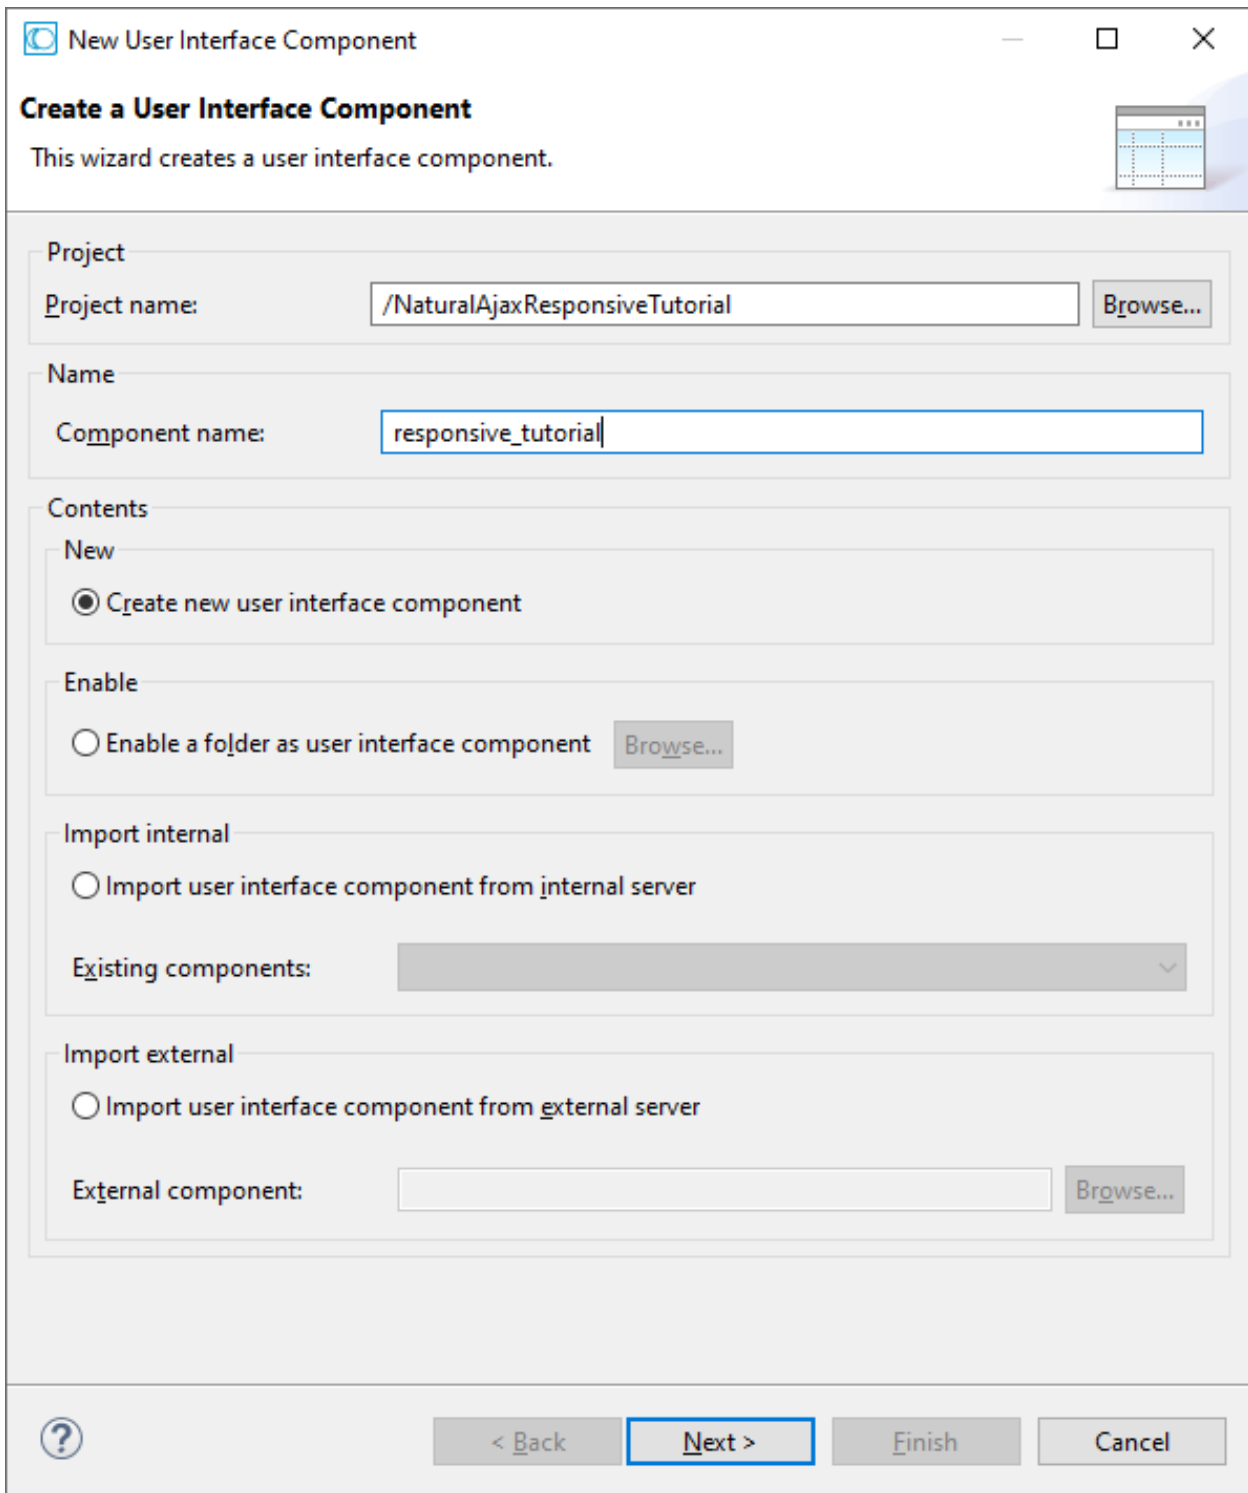 New User Interface Component
Create a User Interface Component
This wizard creates a user interface component.
Project
Project name: /NaturalAjaxResponsiveTutorial Browse...
Name
Component name: responsive_tutorial
Contents
New
Create new user interface component
Enable
Enable a folder as user interface component Browse...
Import internal
Import user interface component from internal server
Existing components:
Import external
Import user interface component from external server
External component: Browse...
? < Back Next > Finish Cancel